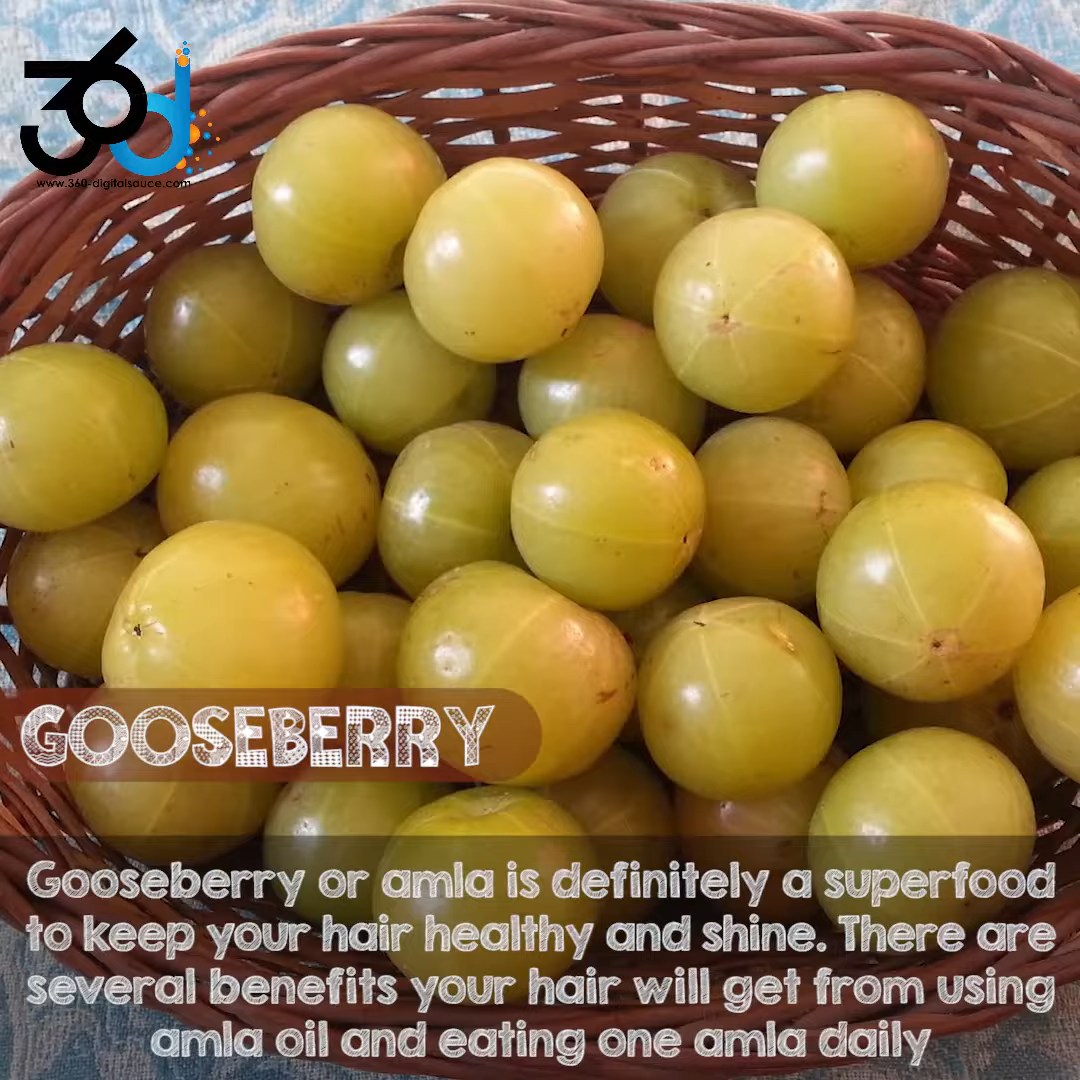 36d
www.360-digitalsauce.com
GOOSEBERRY
Gooseberry or amla is definitely a superfood
to keep your hair healthy and shine. There are
several benefits your hair will get from using
amla oil and eating one amla daily